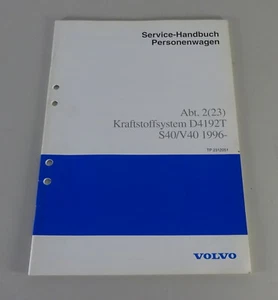 Service-Handbuch
Personenwagen
Abt. 2(23)
Kraftstoffsystem D4192T
S40/V40 1996-
VOLVO